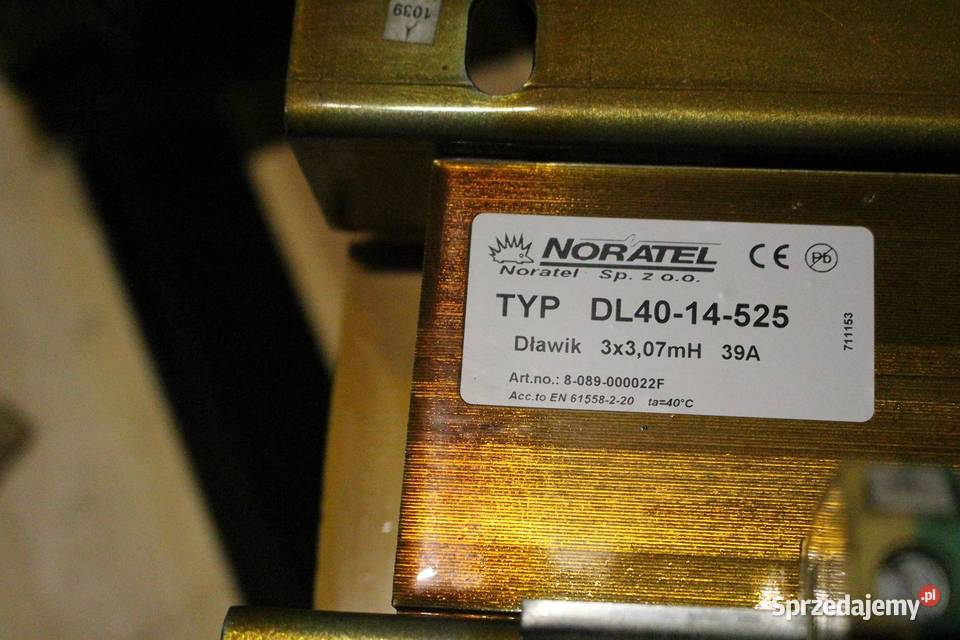 1039
NORATEL
Noratel Sp. z o.o.
CE
Pb
TYP DL40-14-525
Dławik 3x3,07mH 39A
711153
Art.no.: 8-089-000022F
Acc.to EN 61558-2-20 ta=40°C
Sprzedajemy.pl